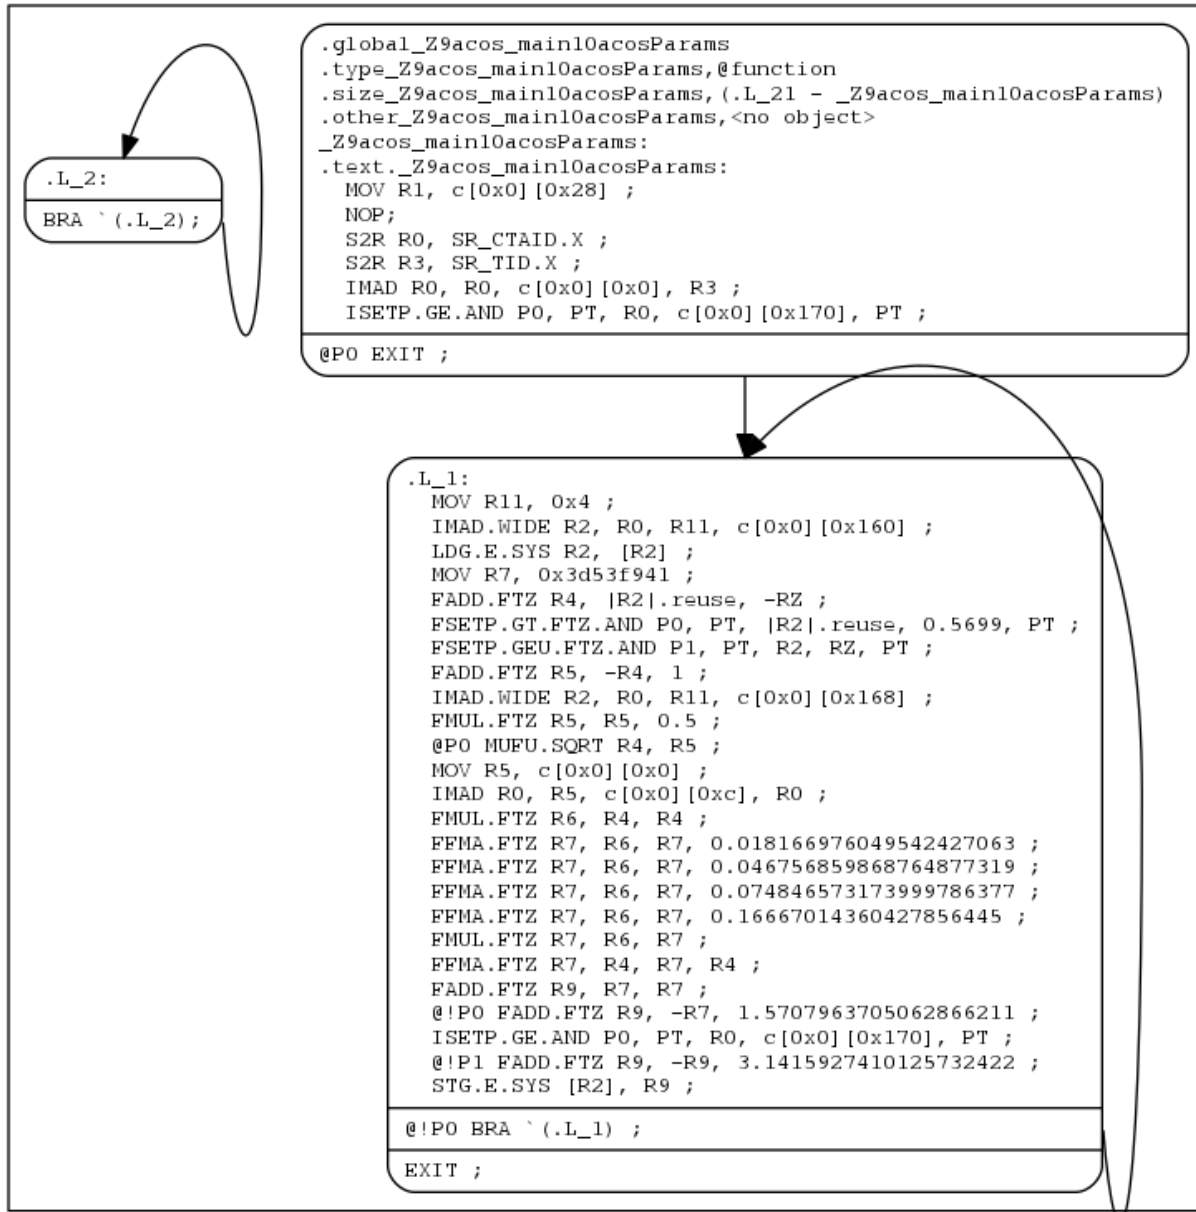 .L_2:
BRA `(.L_2);
.global_Z9acos_main10acosParams
.type_Z9acos_main10acosParams,@function
.size_Z9acos_main10acosParams,(.L_21 - _Z9acos_main10acosParams)
.other_Z9acos_main10acosParams,<no object>
_Z9acos_main10acosParams:
.text._Z9acos_main10acosParams:
MOV R1, c[0x0][0x28] ;
NOP;
S2R R0, SR_CTAID.X ;
S2R R3, SR_TID.X ;
IMAD R0, R0, c[0x0][0x0], R3 ;
ISETP.GE.AND P0, PT, R0, c[0x0][0x170], PT ;
@P0 EXIT ;
.L_1:
MOV R11, 0x4 ;
IMAD.WIDE R2, R0, R11, c[0x0][0x160] ;
LDG.E.SYS R2, [R2] ;
MOV R7, 0x3d53f941 ;
FADD.FTZ R4, |R2|.reuse, -RZ ;
FSETP.GT.FTZ.AND P0, PT, |R2|.reuse, 0.5699, PT ;
FSETP.GEU.FTZ.AND P1, PT, R2, RZ, PT ;
FADD.FTZ R5, -R4, 1 ;
IMAD.WIDE R2, R0, R11, c[0x0][0x168] ;
FMUL.FTZ R5, R5, 0.5 ;
@P0 MUFU.SQRT R4, R5 ;
MOV R5, c[0x0][0x0] ;
IMAD R0, R5, c[0x0][0xc], R0 ;
FMUL.FTZ R6, R4, R4 ;
FFMA.FTZ R7, R6, R7, 0.018166976049542427063 ;
FFMA.FTZ R7, R6, R7, 0.046756859868764877319 ;
FFMA.FTZ R7, R6, R7, 0.074846573173999786377 ;
FFMA.FTZ R7, R6, R7, 0.16667014360427856445 ;
FMUL.FTZ R7, R6, R7 ;
FFMA.FTZ R7, R4, R7, R4 ;
FADD.FTZ R9, R7, R7 ;
@!P0 FADD.FTZ R9, -R7, 1.5707963705062866211 ;
ISETP.GE.AND P0, PT, R0, c[0x0][0x170], PT ;
@!P1 FADD.FTZ R9, -R9, 3.1415927410125732422 ;
STG.E.SYS [R2], R9 ;
@!P0 BRA `(.L_1) ;
EXIT ;